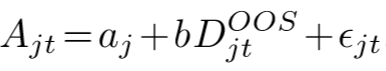 $A_{jt} = a_j + bD_{jt}^{OOS} + \epsilon_{jt}$